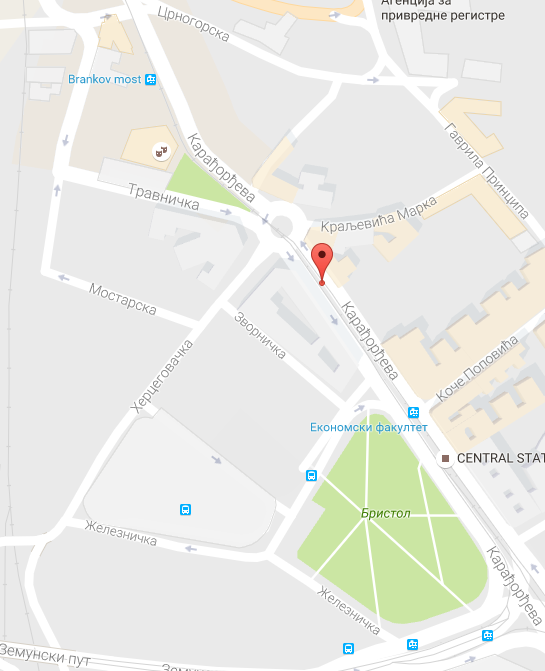 Агенција за
привредне регистре
Црногорска
Brankov most
Гаврила Принципа
Карађорђева
Травничка
Краљевића Марка
Мостарска
Зворничка
Карађорђева
Херцеговачка
Коче Поповића
Економски факултет
CENTRAL STAT
Бристол
Железничка
Карађорђева
Железничка
Земунски пут
Земунски